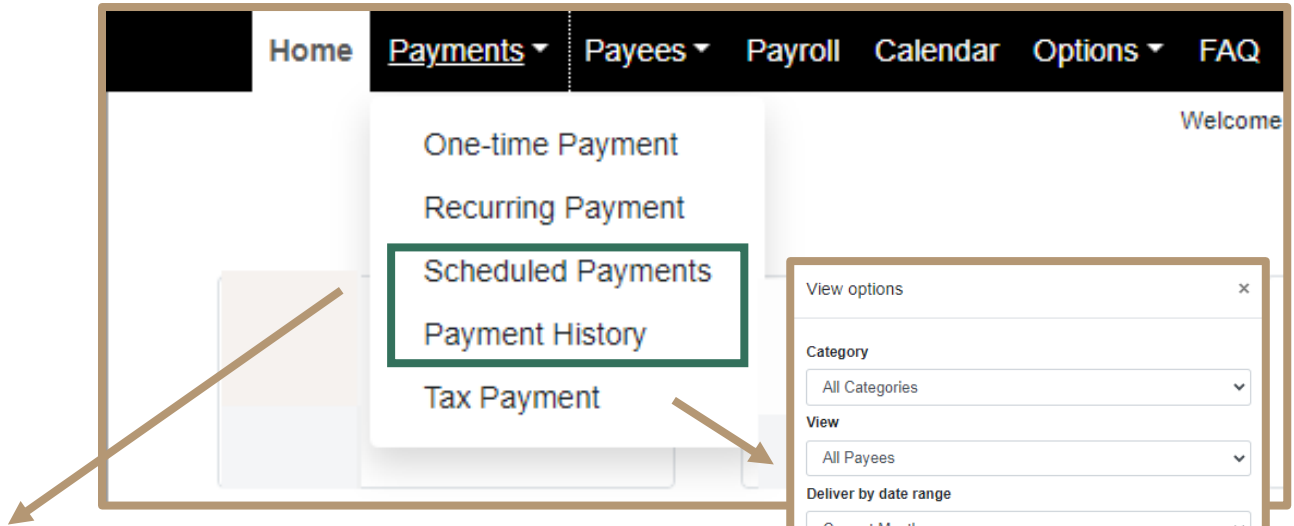 Home Payments Payees Payroll Calendar Options FAQ
Welcome
One-time Payment
Recurring Payment
Scheduled Payments
Payment History
Tax Payment
View options ×
Category
All Categories
View
All Payees
Deliver by date range